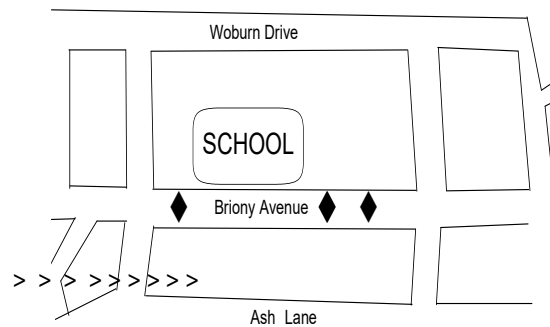 Woburn Drive
SCHOOL
Briony Avenue
> > > > > > > > > >
Ash Lane